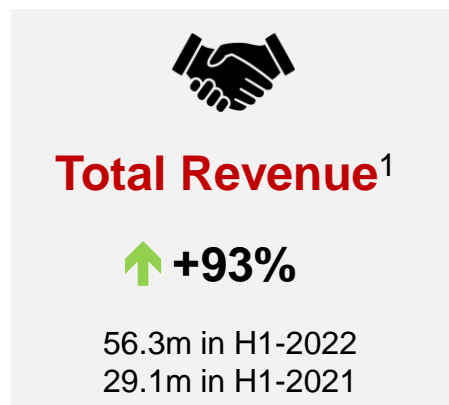 Total Revenue¹
+93%
56.3m in H1-2022
29.1m in H1-2021